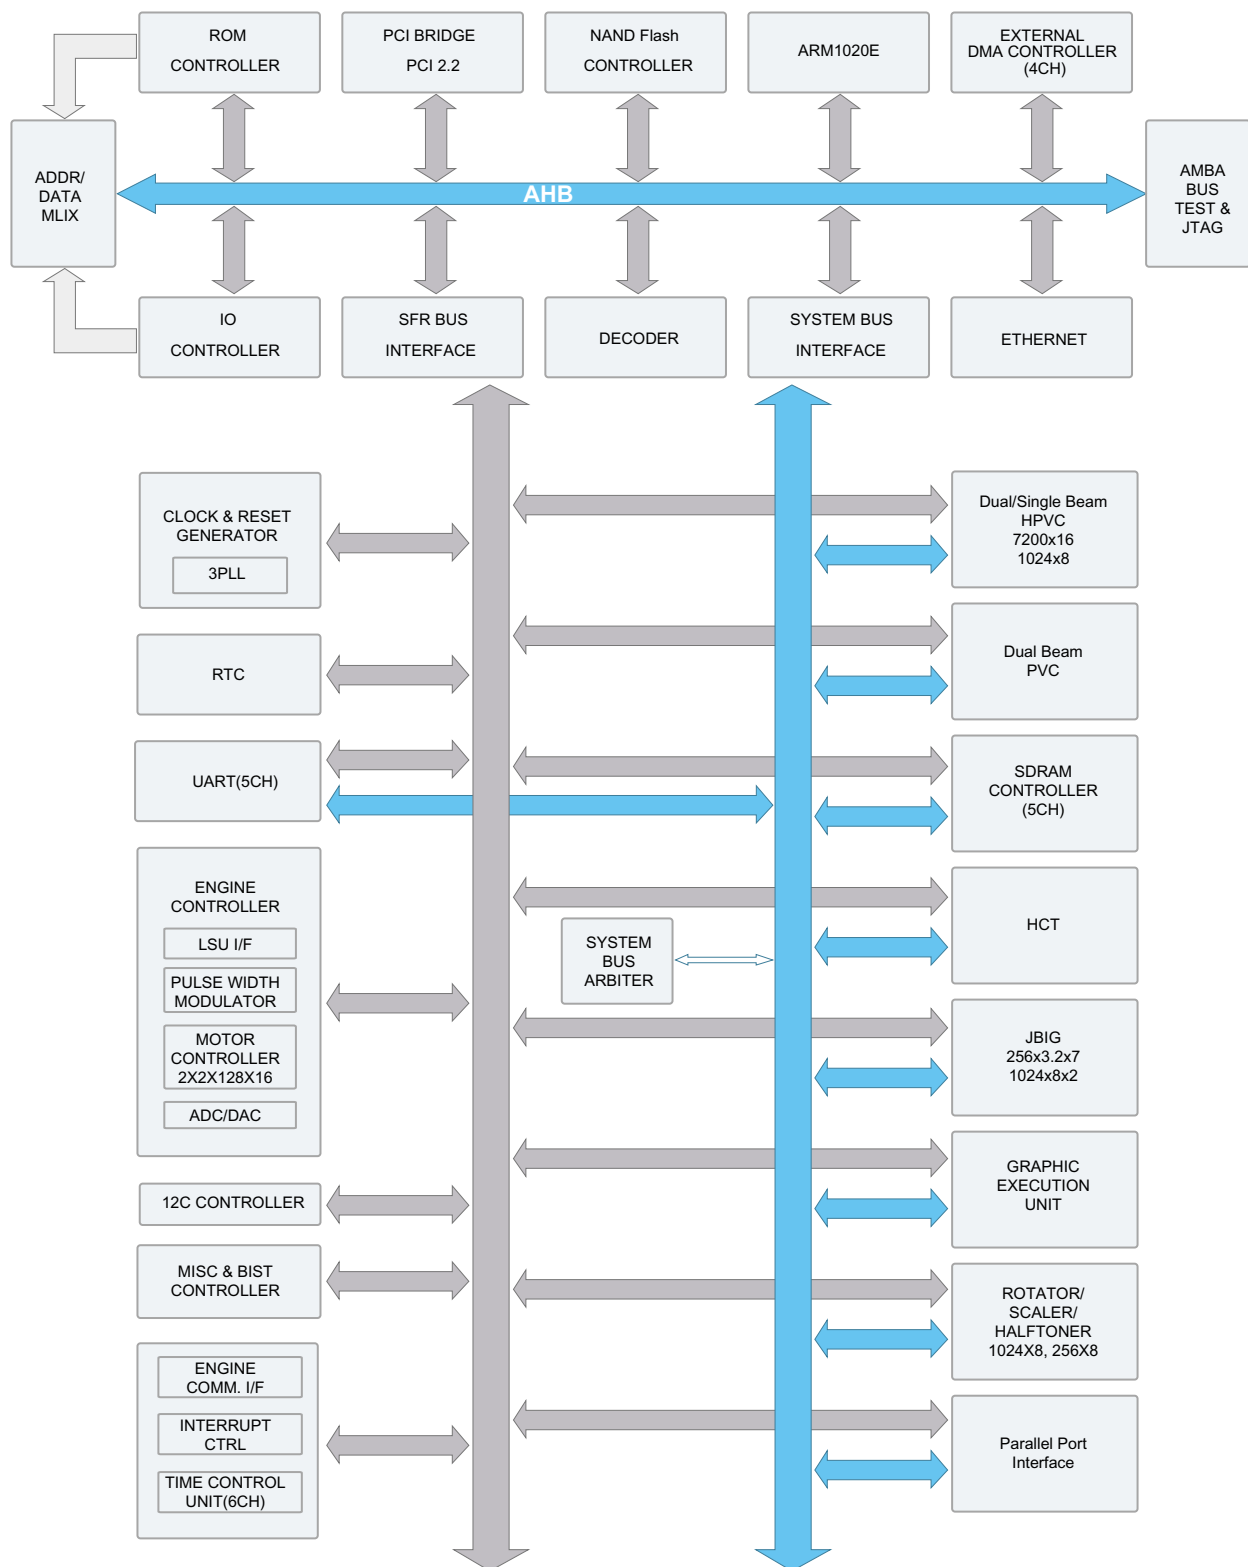 ROM
CONTROLLER
PCI BRIDGE
PCI 2.2
NAND Flash
CONTROLLER
ARM1020E
EXTERNAL
DMA CONTROLLER
(4CH)
ADDR/
DATA
MLIX
AHB
AMBA
BUS
TEST &
JTAG
IO
CONTROLLER
SFR BUS
INTERFACE
DECODER
SYSTEM BUS
INTERFACE
ETHERNET
CLOCK & RESET
GENERATOR
3PLL
Dual/Single Beam
HPVC
7200x16
1024x8
RTC
Dual Beam
PVC
UART(5CH)
SDRAM
CONTROLLER
(5CH)
ENGINE
CONTROLLER
LSU I/F
PULSE WIDTH
MODULATOR
MOTOR
CONTROLLER
2X2X128X16
ADC/DAC
SYSTEM
BUS
ARBITER
HCT
JBIG
256x3.2x7
1024x8x2
12C CONTROLLER
GRAPHIC
EXECUTION
UNIT
MISC & BIST
CONTROLLER
ROTATOR/
SCALER/
HALFTONER
1024X8, 256X8
ENGINE
COMM. I/F
INTERRUPT
CTRL
TIME CONTROL
UNIT(6CH)
Parallel Port
Interface